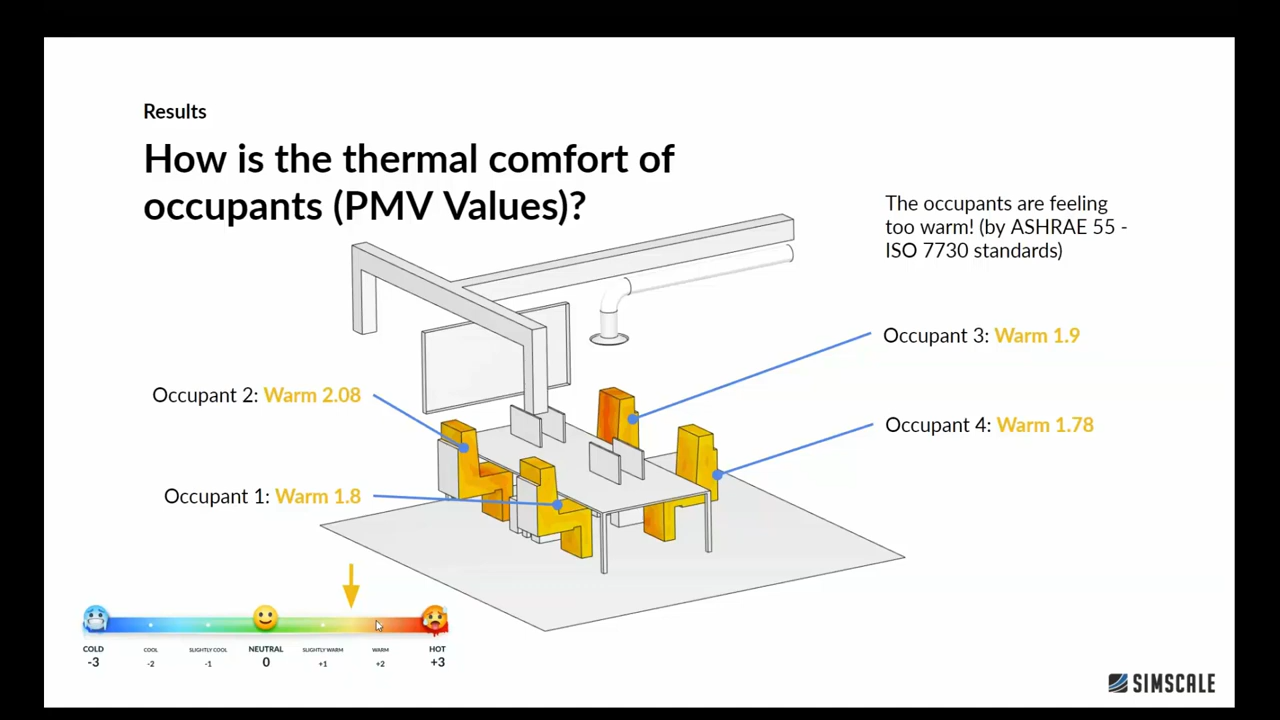 Results
How is the thermal comfort of
occupants (PMV Values)?
The occupants are feeling
too warm! (by ASHRAE 55 -
ISO 7730 standards)
Occupant 3: Warm 1.9
Occupant 2: Warm 2.08
Occupant 4: Warm 1.78
Occupant 1: Warm 1.8
COLD COOL SLIGHTLY COOL NEUTRAL SLIGHTLY WARM WARM HOT
-3 -2 -1 0 +1 +2 +3
SIMSCALE